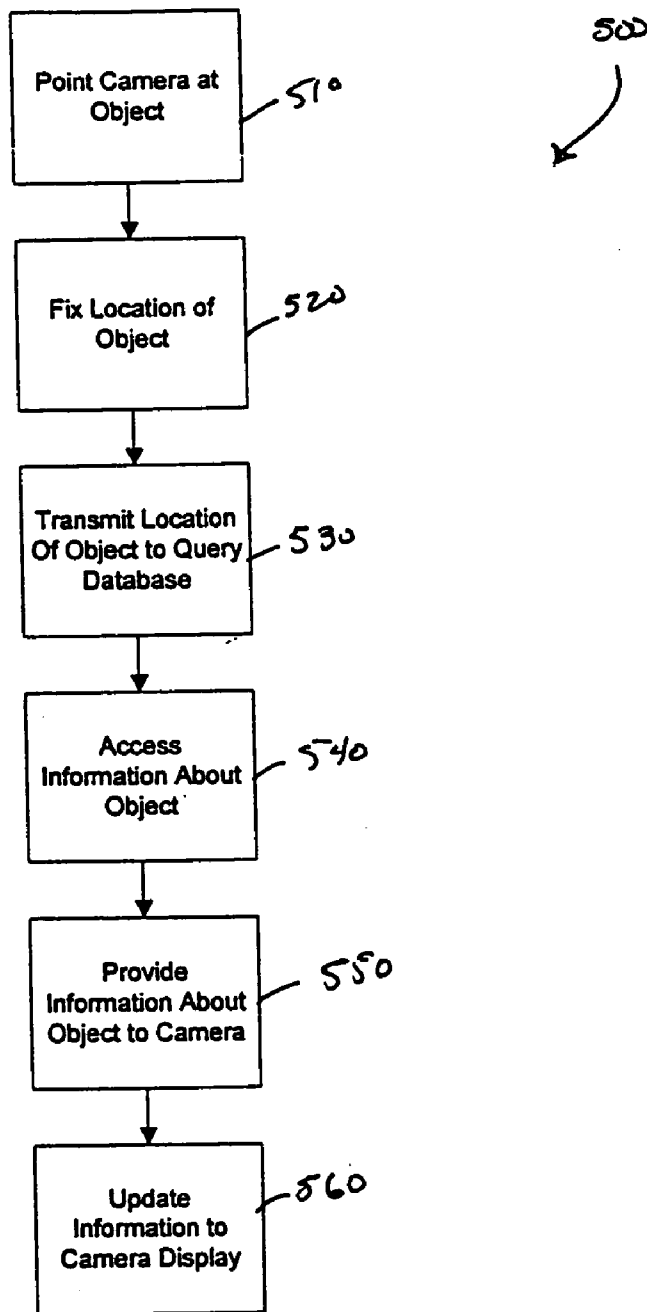 500
Point Camera at
Object
510
Fix Location of
Object
520
Transmit Location
Of Object to Query
Database
530
Access
Information About
Object
540
Provide
Information About
Object to Camera
550
Update
Information to
Camera Display
560